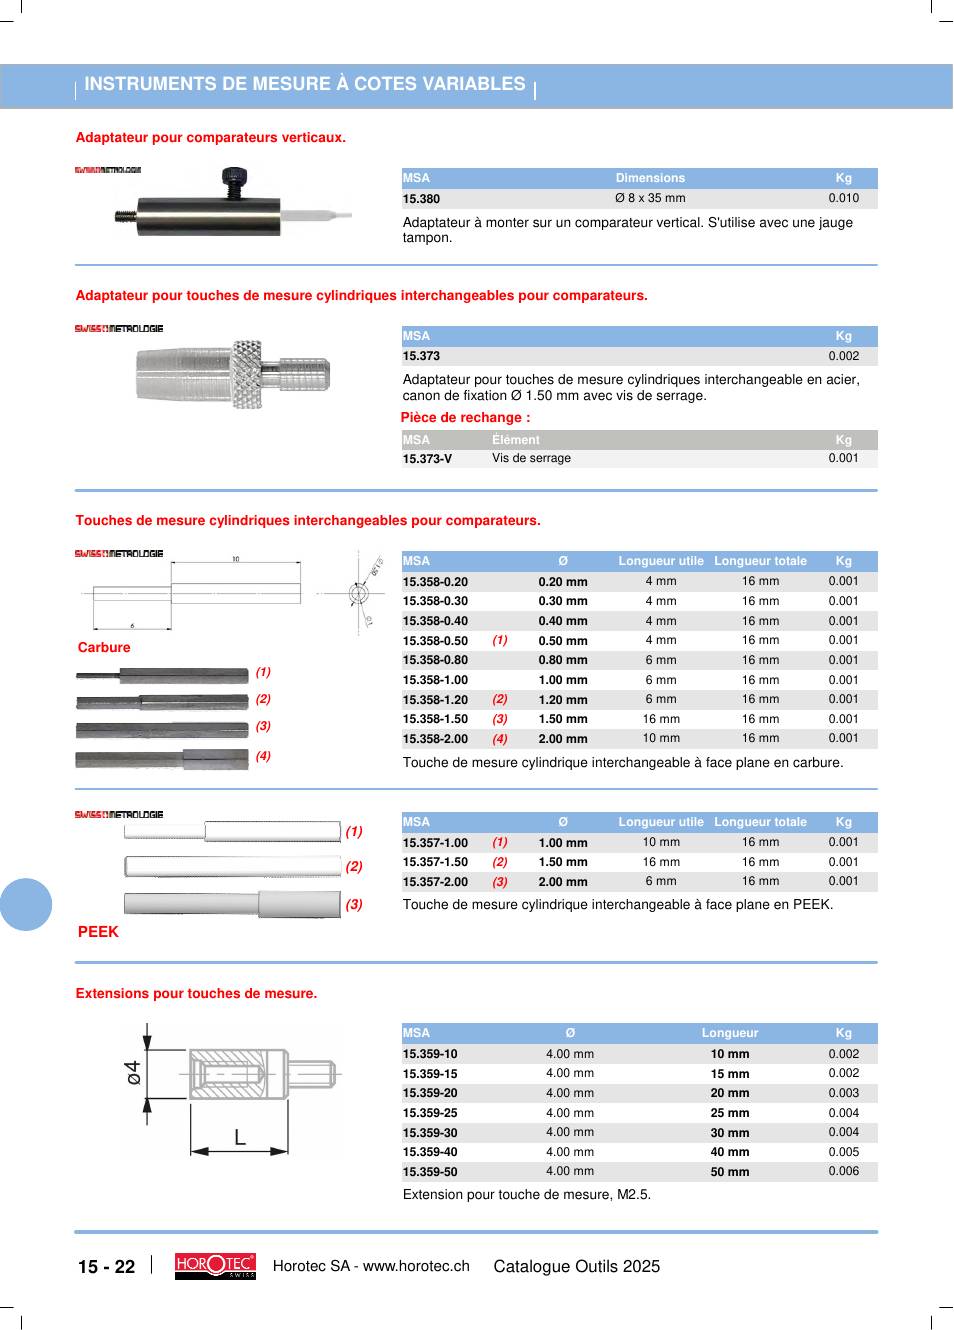 INSTRUMENTS DE MESURE À COTES VARIABLES
Adaptateur pour comparateurs verticaux.
SWISS METROLOGIE
MSA Dimensions Kg
15.380 Ø 8 x 35 mm 0.010
Adaptateur à monter sur un comparateur vertical. S'utilise avec une jauge
tampon.
Adaptateur pour touches de mesure cylindriques interchangeables pour comparateurs.
SWISS METROLOGIE
MSA Kg
15.373 0.002
Adaptateur pour touches de mesure cylindriques interchangeable en acier,
canon de fixation Ø 1.50 mm avec vis de serrage.
Pièce de rechange :
MSA Élément Kg
15.373-V Vis de serrage 0.001
Touches de mesure cylindriques interchangeables pour comparateurs.
SWISS METROLOGIE
10
6
Carbure
(1)
(2)
(3)
(4)
MSA Ø Longueur utile Longueur totale Kg
15.358-0.20 0.20 mm 4 mm 16 mm 0.001
15.358-0.30 0.30 mm 4 mm 16 mm 0.001
15.358-0.40 0.40 mm 4 mm 16 mm 0.001
15.358-0.50 (1) 0.50 mm 4 mm 16 mm 0.001
15.358-0.80 0.80 mm 6 mm 16 mm 0.001
15.358-1.00 1.00 mm 6 mm 16 mm 0.001
15.358-1.20 (2) 1.20 mm 6 mm 16 mm 0.001
15.358-1.50 (3) 1.50 mm 16 mm 16 mm 0.001
15.358-2.00 (4) 2.00 mm 10 mm 16 mm 0.001
Touche de mesure cylindrique interchangeable à face plane en carbure.
SWISS METROLOGIE
(1)
(2)
(3)
PEEK
MSA Ø Longueur utile Longueur totale Kg
15.357-1.00 (1) 1.00 mm 10 mm 16 mm 0.001
15.357-1.50 (2) 1.50 mm 16 mm 16 mm 0.001
15.357-2.00 (3) 2.00 mm 6 mm 16 mm 0.001
Touche de mesure cylindrique interchangeable à face plane en PEEK.
Extensions pour touches de mesure.
ø4
L
MSA Ø Longueur Kg
15.359-10 4.00 mm 10 mm 0.002
15.359-15 4.00 mm 15 mm 0.002
15.359-20 4.00 mm 20 mm 0.003
15.359-25 4.00 mm 25 mm 0.004
15.359-30 4.00 mm 30 mm 0.004
15.359-40 4.00 mm 40 mm 0.005
15.359-50 4.00 mm 50 mm 0.006
Extension pour touche de mesure, M2.5.
15 - 22 HOROTEC SWISS Horotec SA - www.horotec.ch Catalogue Outils 2025